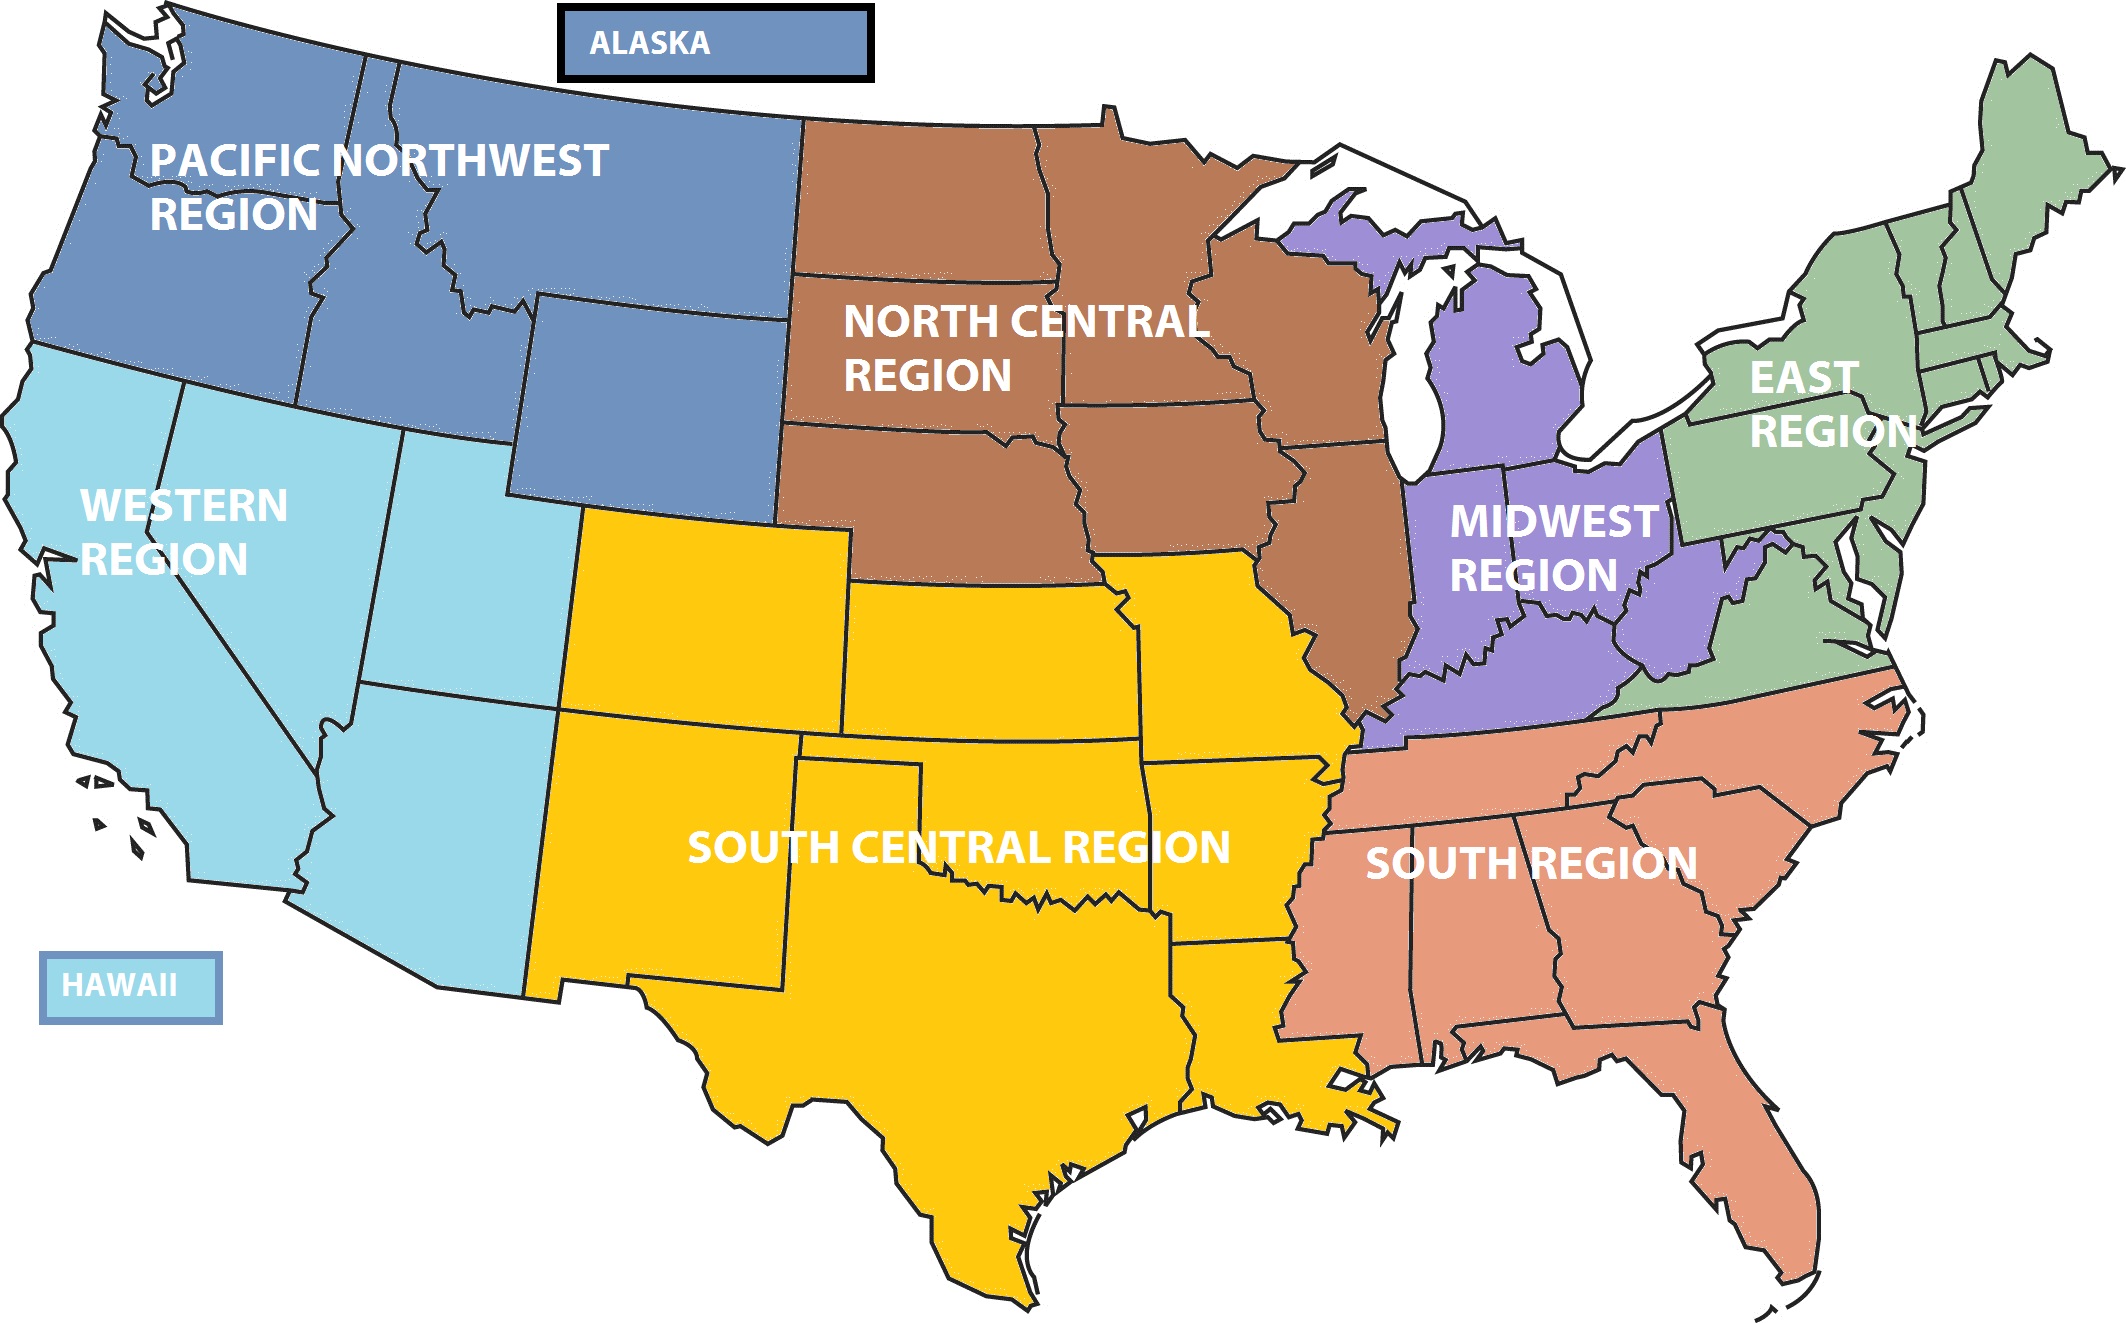 ALASKA
PACIFIC NORTHWEST
REGION
NORTH CENTRAL
REGION
EAST
REGION
WESTERN
REGION
MIDWEST
REGION
SOUTH CENTRAL REGION
SOUTH REGION
HAWAII